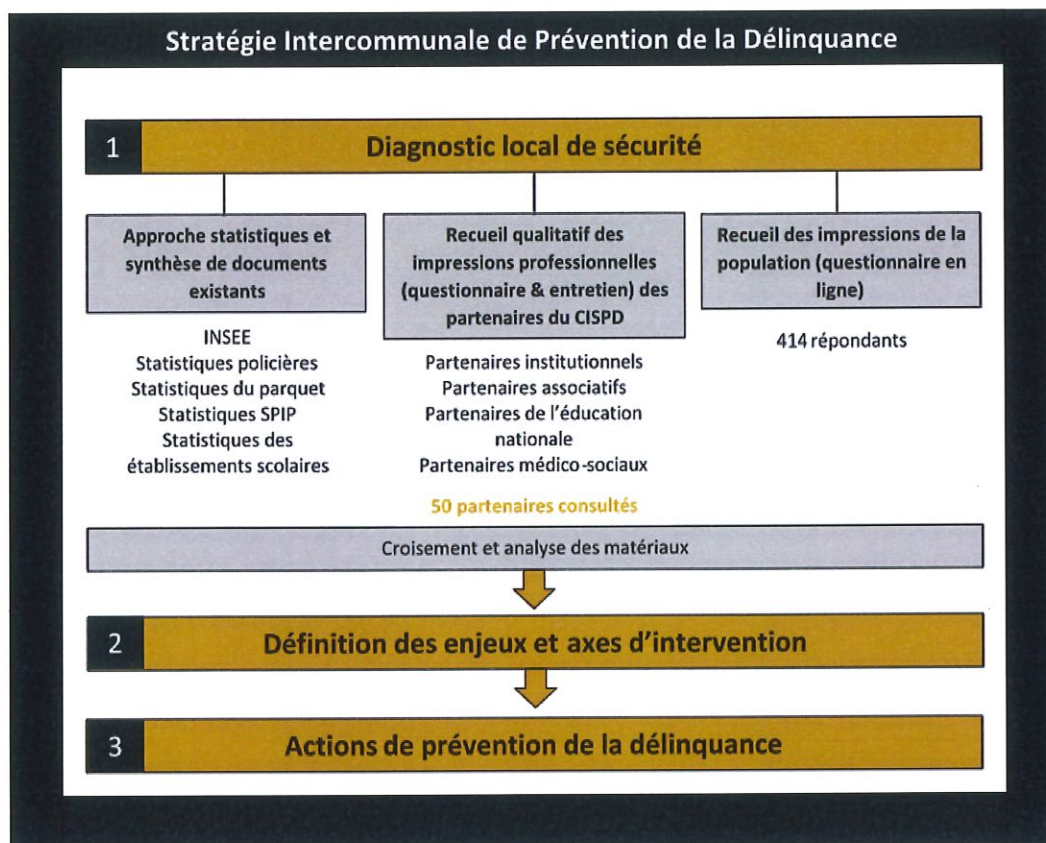 Stratégie Intercommunale de Prévention de la Délinquance
1
Diagnostic local de sécurité
Approche statistiques et
synthèse de documents
existants
INSEE
Statistiques policières
Statistiques du parquet
Statistiques SPIP
Statistiques des
établissements scolaires
Recueil qualitatif des
impressions professionnelles
(questionnaire & entretien) des
partenaires du CISPD
Partenaires institutionnels
Partenaires associatifs
Partenaires de l'éducation
nationale
Partenaires médico-sociaux
50 partenaires consultés
Recueil des impressions de la
population (questionnaire en
ligne)
414 répondants
Croisement et analyse des matériaux
2
Définition des enjeux et axes d'intervention
3
Actions de prévention de la délinquance